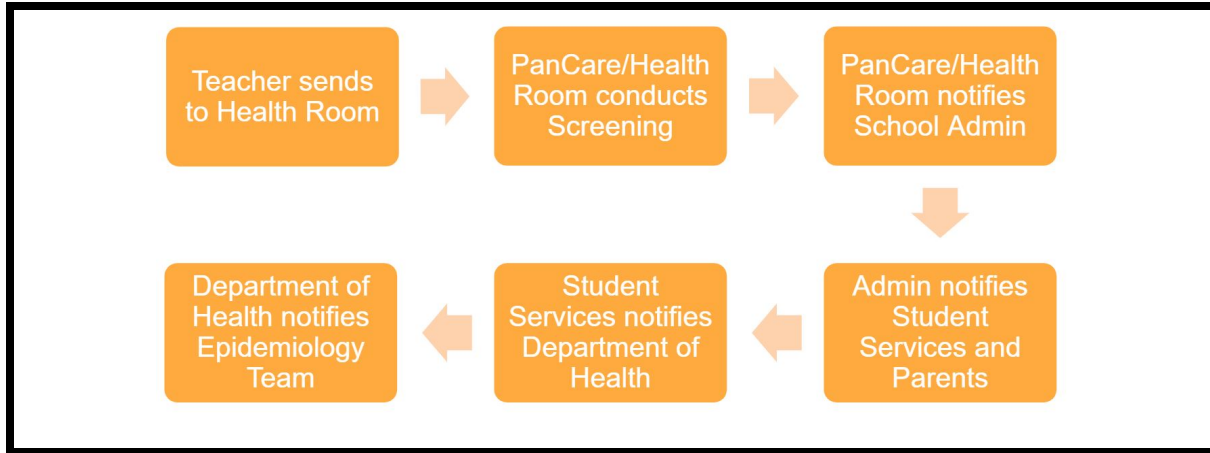 Teacher sends
to Health Room
PanCare/Health
Room conducts
Screening
PanCare/Health
Room notifies
School Admin
Admin notifies
Student
Services and
Parents
Student
Services notifies
Department of
Health
Department of
Health notifies
Epidemiology
Team